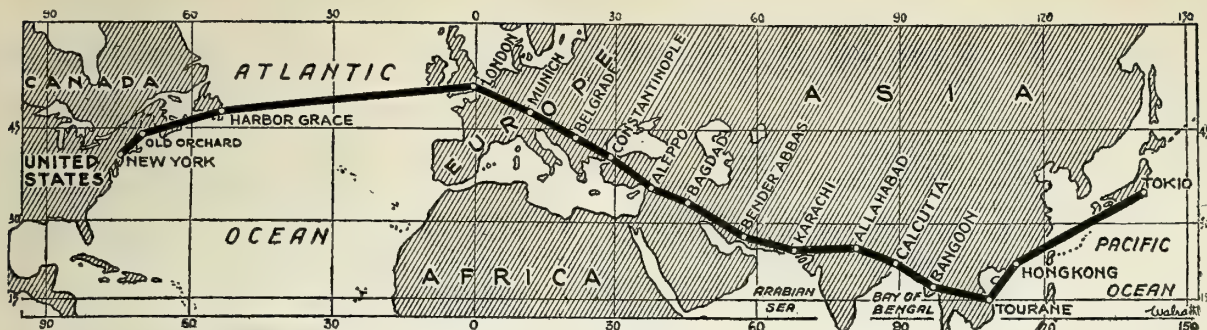 90 60 30 0 30 60 90 120 150
CANADA
ATLANTIC
LONDON
MUNICH
BELGRADE
CONSTANTINOPLE
EUROPE
ASIA
45
HARBOR GRACE
OLD ORCHARD
NEW YORK
UNITED
STATES
ALEPPO
BAGDAD
BENDER ABBAS
KARACHI
ALLAHABAD
CALCUTTA
RANGOON
TOKIO
30
OCEAN
PACIFIC
AFRICA
HONGKONG
15
ARABIAN
SEA
BAY OF
BENGAL
OCEAN
TOURANE
90 60 30 0 30 60 90 150